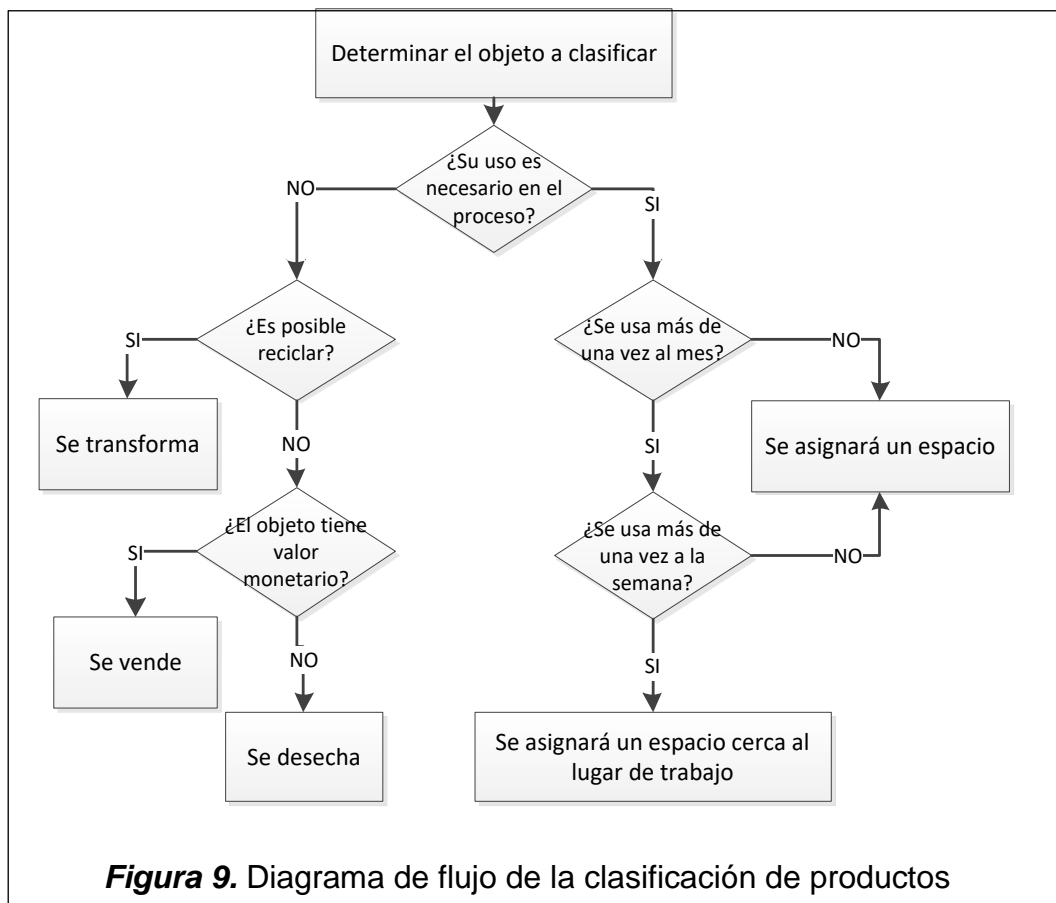 Determinar el objeto a clasificar
¿Su uso es
necesario en el
proceso?
NO
SI
¿Es posible
reciclar?
¿Se usa más de
una vez al mes?
SI
NO
Se transforma
NO
SI
Se asignará un espacio
¿El objeto tiene
valor
monetario?
¿Se usa más de
una vez a la
semana?
SI
NO
Se vende
NO
SI
Se desecha
Se asignará un espacio cerca al
lugar de trabajo
Figura 9. Diagrama de flujo de la clasificación de productos